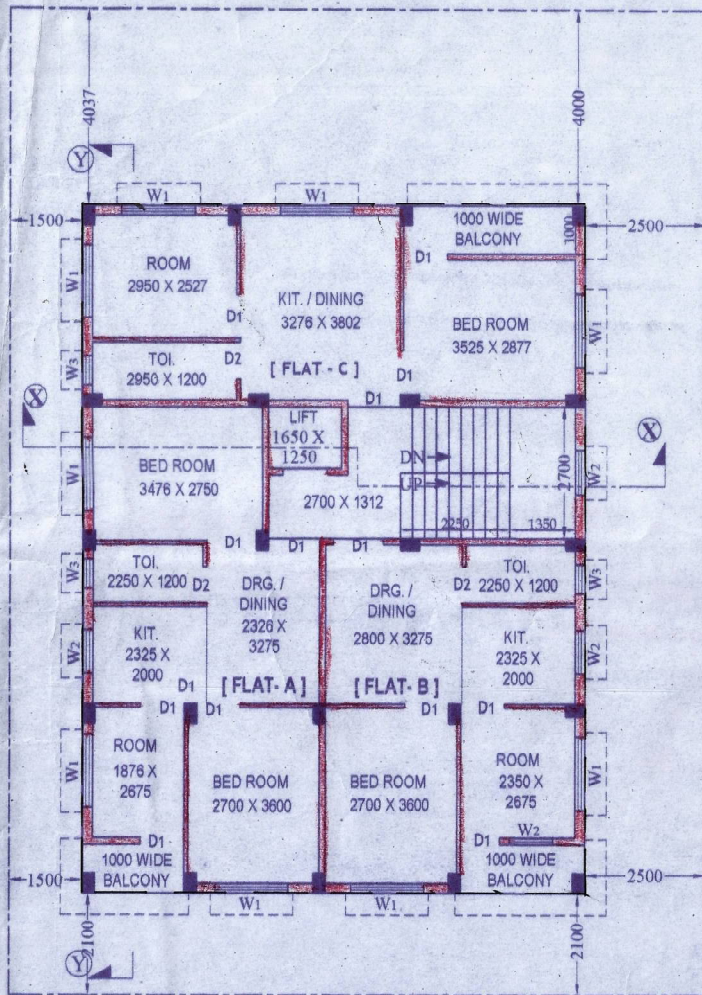 4037
4000
Y
W1
W1
1500
2500
1000 WIDE
BALCONY
1000
D1
ROOM
2950 X 2527
W1
KIT. / DINING
3276 X 3802
D1
BED ROOM
3525 X 2877
W1
TOI.
2950 X 1200
W3
D2
[ FLAT - C ]
D1
D1
X
LIFT
1650 X
1250
X
BED ROOM
3476 X 2750
W1
DN
UP
2700
W2
2700 X 1312
2250
1350
D1
D1
D1
TOI.
2250 X 1200
W3
D2
DRG. /
DINING
2326 X
3275
DRG. /
DINING
2800 X 3275
D2
TOI.
2250 X 1200
W3
KIT.
2325 X
2000
W2
KIT.
2325 X
2000
W2
D1
[ FLAT- A ]
[ FLAT- B ]
D1
D1
D1
D1
ROOM
1876 X
2675
W1
BED ROOM
2700 X 3600
BED ROOM
2700 X 3600
ROOM
2350 X
2675
W1
D1
D1
W2
1000 WIDE
BALCONY
1000 WIDE
BALCONY
1500
2500
W1
W1
2100
2100
Y